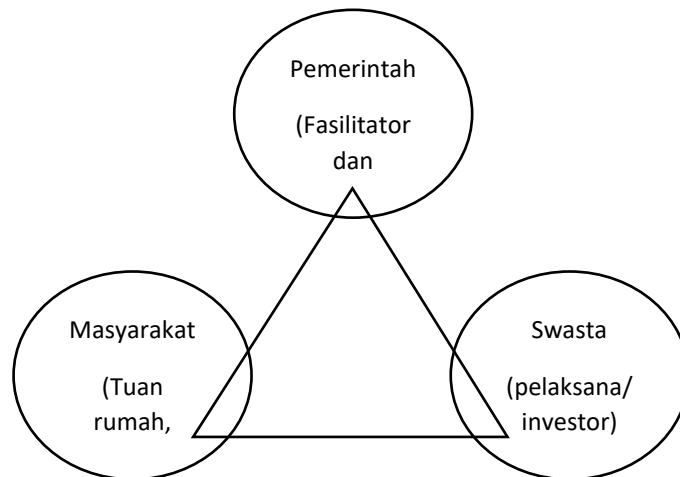 Pemerintah
(Fasilitator
dan
Masyarakat
(Tuan
rumah,
Swasta
(pelaksana/
investor)